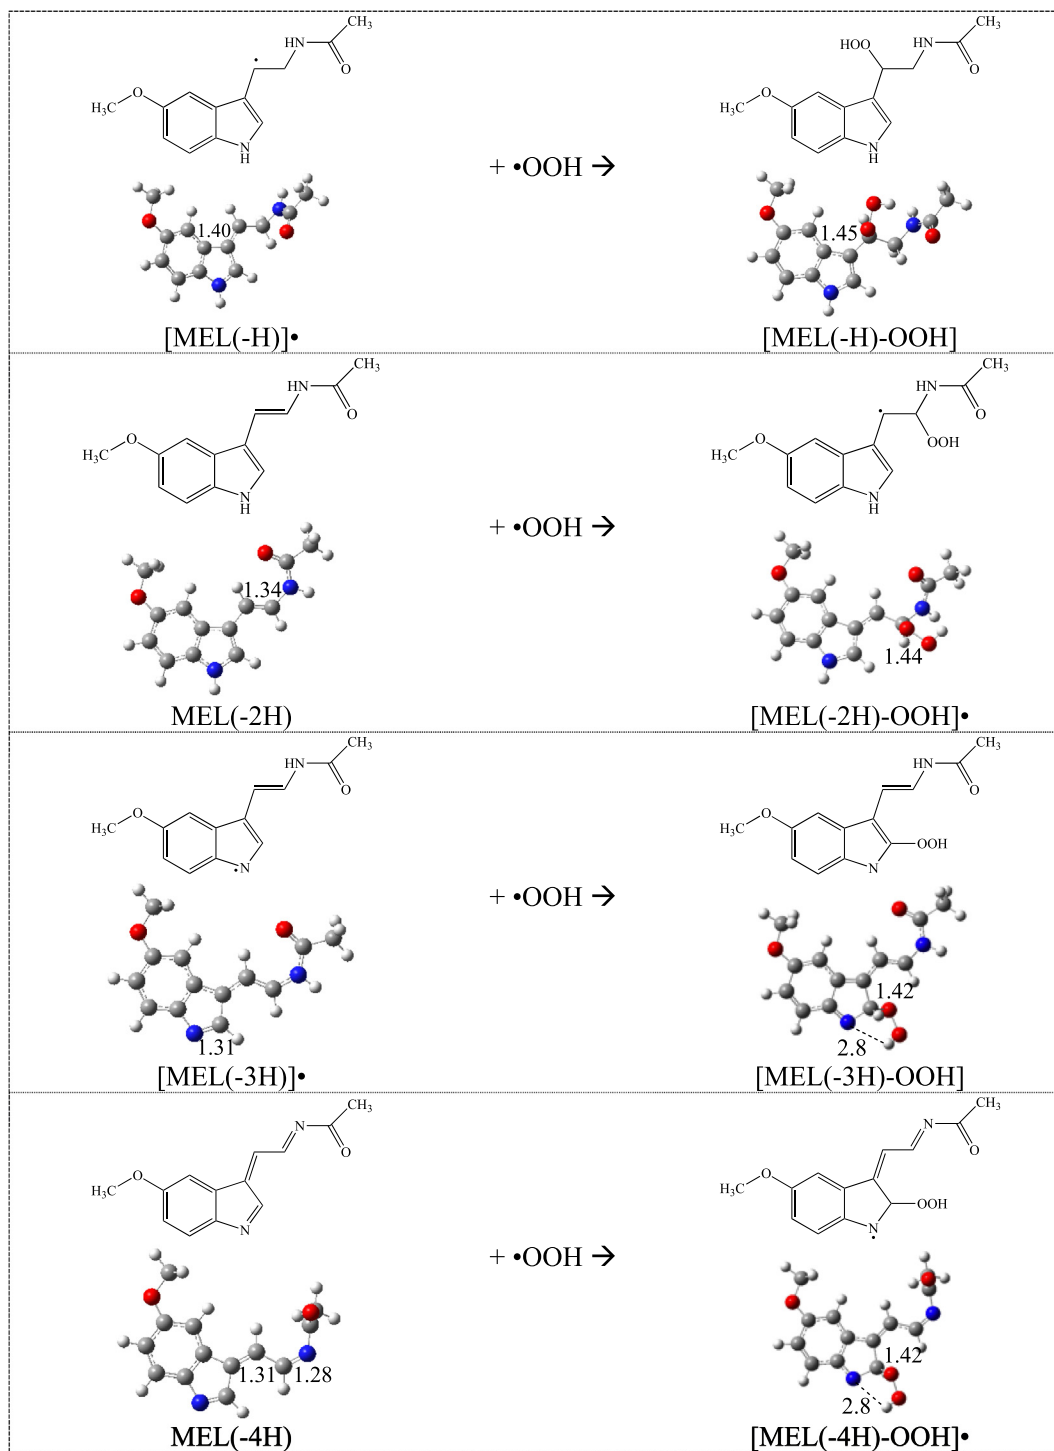 CH₃
HN
O
•
O
H₃C
N
H
1.40
[MEL(-H)]•
+ •OOH →
CH₃
HOO
HN
O
O
H₃C
N
H
1.45
[MEL(-H)-OOH]
CH₃
HN
O
O
H₃C
N
H
1.34
MEL(-2H)
+ •OOH →
CH₃
HN
•
O
OOH
O
H₃C
N
H
1.44
[MEL(-2H)-OOH]•
CH₃
HN
O
O
H₃C
•N
1.31
[MEL(-3H)]•
+ •OOH →
CH₃
HN
O
O
H₃C
OOH
N
1.42
2.8
[MEL(-3H)-OOH]
CH₃
N
O
O
H₃C
N
1.31 1.28
MEL(-4H)
+ •OOH →
CH₃
N
O
O
H₃C
OOH
N
•
1.42
2.8
[MEL(-4H)-OOH]•